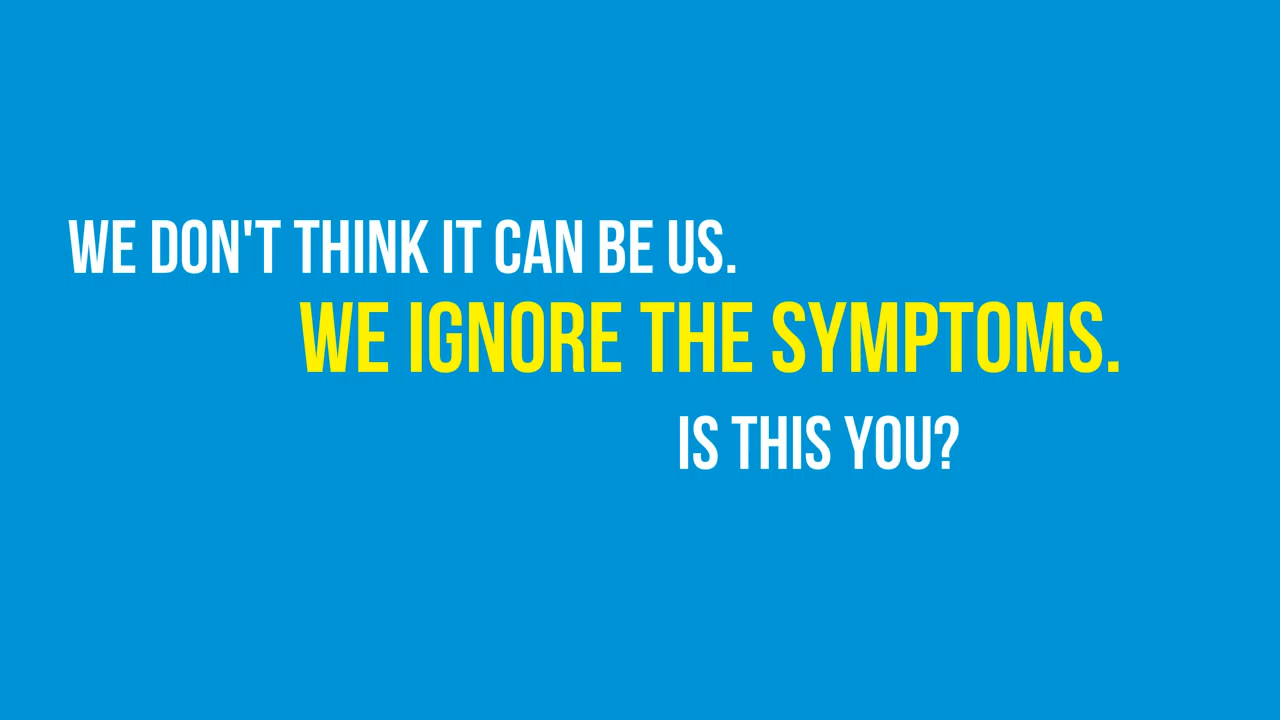 WE DON'T THINK IT CAN BE US.
WE IGNORE THE SYMPTOMS.
IS THIS YOU?